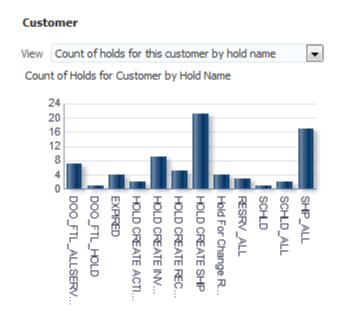 Customer
View Count of holds for this customer by hold name
Count of Holds for Customer by Hold Name
24
20
16
12
8
4
0
DOO_FTL_ALLSERV...
DOO_FTL_HOLD
EXPIRED
HOLD CREATE ACTI...
HOLD CREATE INV...
HOLD CREATE REC...
HOLD CREATE SHIP
Hold For Change R...
RESRV_ALL
SCHLD
SCHLD_ALL
SHIP_ALL